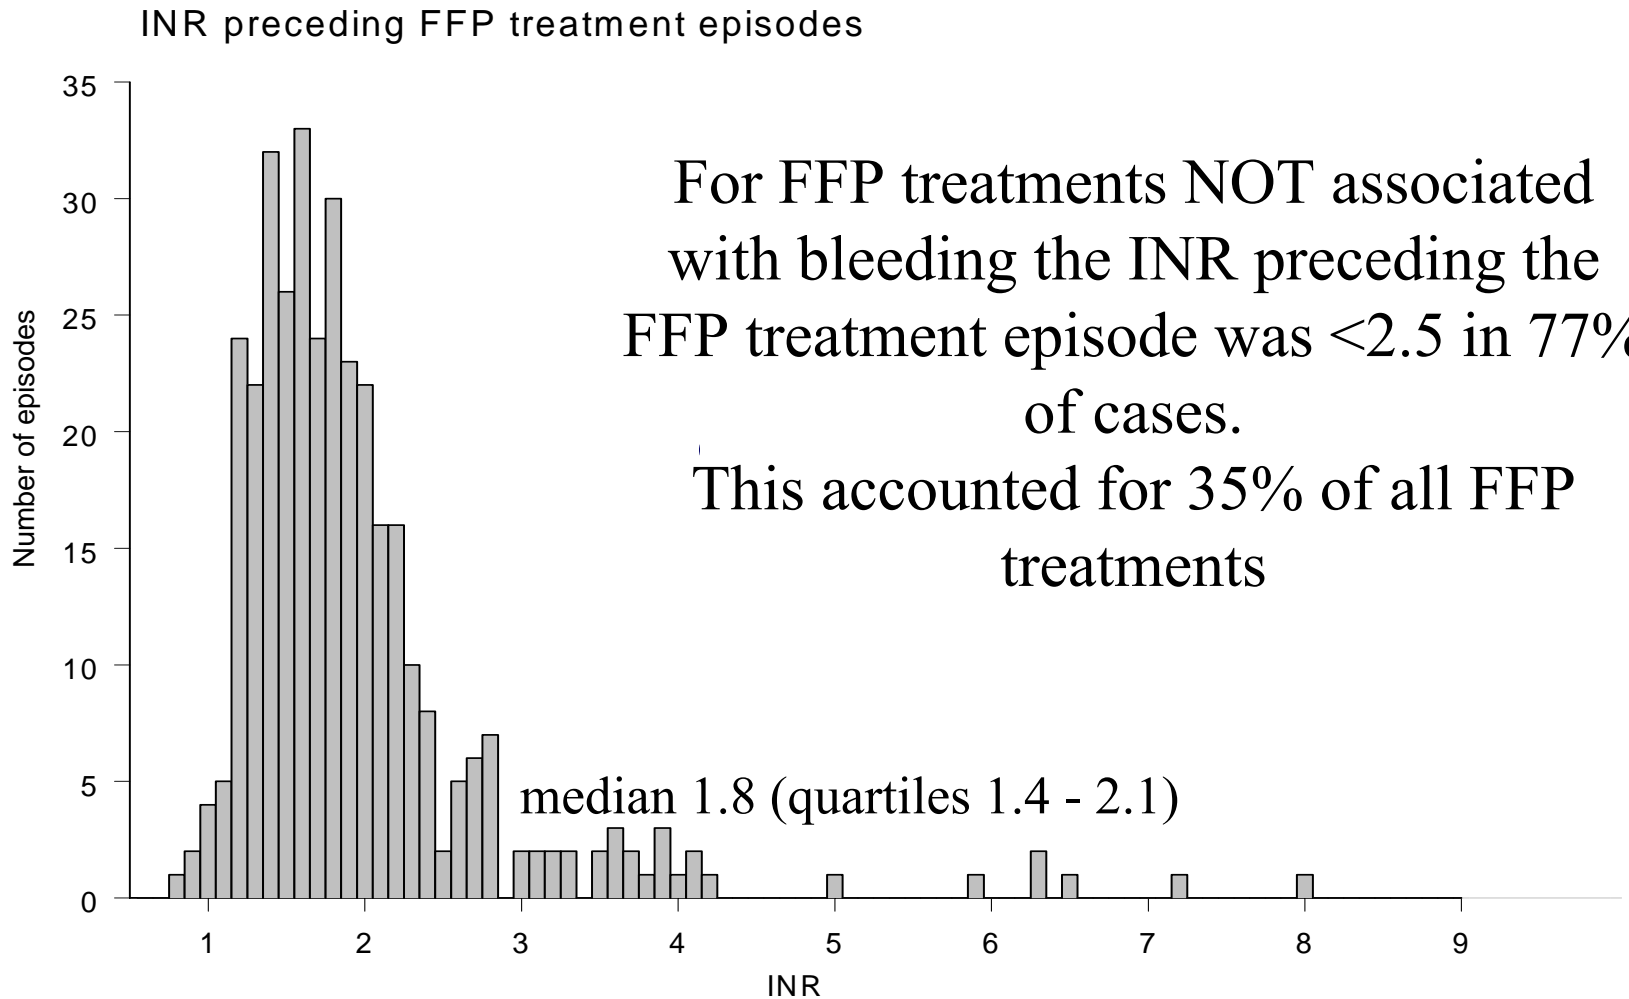 INR preceding FFP treatment episodes
35
30
25
20
15
10
5
0
Number of episodes
For FFP treatments NOT associated
with bleeding the INR preceding the
FFP treatment episode was <2.5 in 77%
of cases.
This accounted for 35% of all FFP
treatments
median 1.8 (quartiles 1.4 - 2.1)
1 2 3 4 5 6 7 8 9
INR